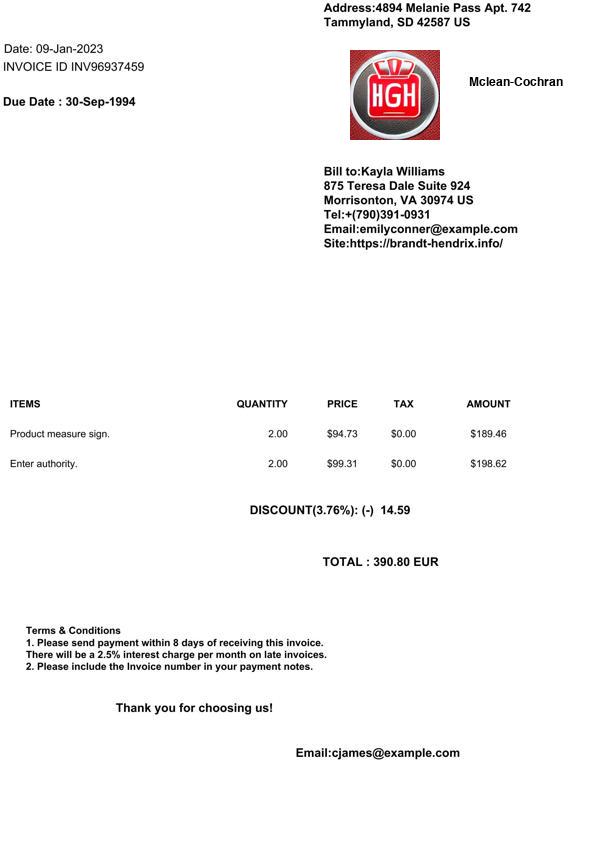 Address:4894 Melanie Pass Apt. 742
Tammyland, SD 42587 US
Date: 09-Jan-2023
INVOICE ID INV96937459
Due Date : 30-Sep-1994
HGH
Mclean-Cochran
Bill to:Kayla Williams
875 Teresa Dale Suite 924
Morrisonton, VA 30974 US
Tel:+(790)391-0931
Email:emilyconner@example.com
Site:https://brandt-hendrix.info/
ITEMS QUANTITY PRICE TAX AMOUNT
Product measure sign. 2.00 $94.73 $0.00 $189.46
Enter authority. 2.00 $99.31 $0.00 $198.62
DISCOUNT(3.76%): (-) 14.59
TOTAL : 390.80 EUR
Terms & Conditions
1. Please send payment within 8 days of receiving this invoice.
There will be a 2.5% interest charge per month on late invoices.
2. Please include the Invoice number in your payment notes.
Thank you for choosing us!
Email:cjames@example.com